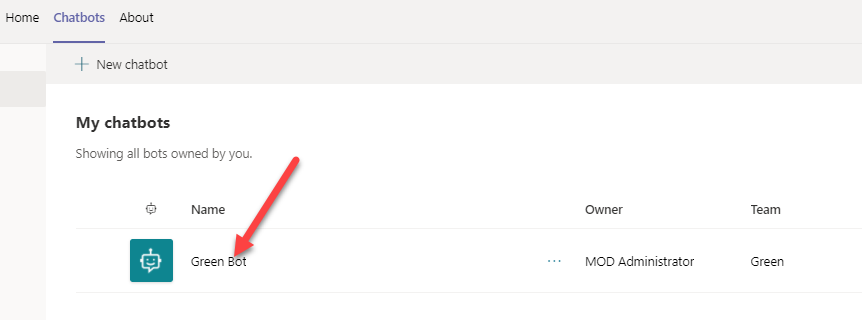 Home Chatbots About
New chatbot
My chatbots
Showing all bots owned by you.
Name Owner Team
Green Bot ... MOD Administrator Green